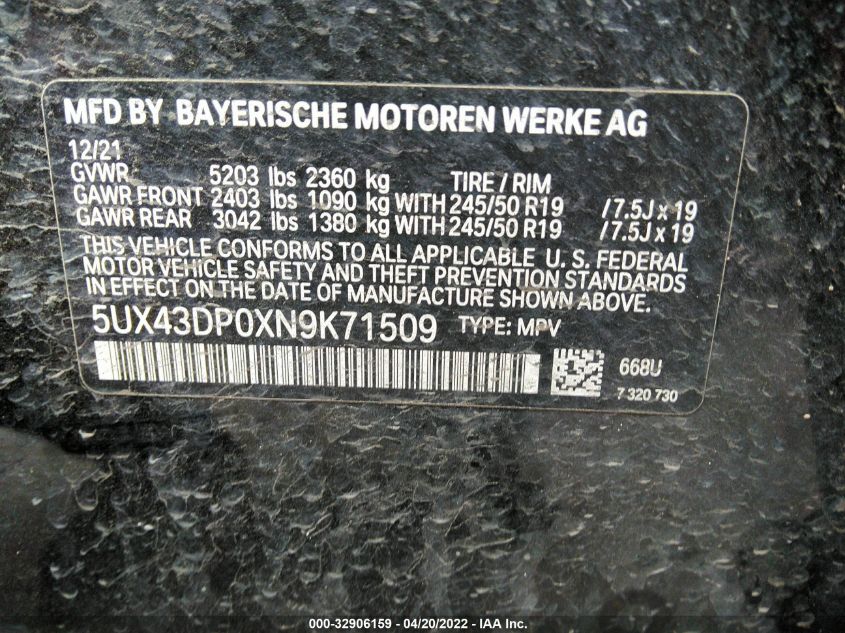 MFD BY BAYERISCHE MOTOREN WERKE AG
12/21
GVWR 5203 lbs 2360 kg TIRE / RIM
GAWR FRONT 2403 lbs 1090 kg WITH 245/50 R19 / 7.5J x 19
GAWR REAR 3042 lbs 1380 kg WITH 245/50 R19 / 7.5J x 19
THIS VEHICLE CONFORMS TO ALL APPLICABLE U. S. FEDERAL
MOTOR VEHICLE SAFETY AND THEFT PREVENTION STANDARDS
IN EFFECT ON THE DATE OF MANUFACTURE SHOWN ABOVE.
5UX43DP0XN9K71509 TYPE: MPV
668U
7 320 730
000-32906159 - 04/20/2022 - IAA Inc.